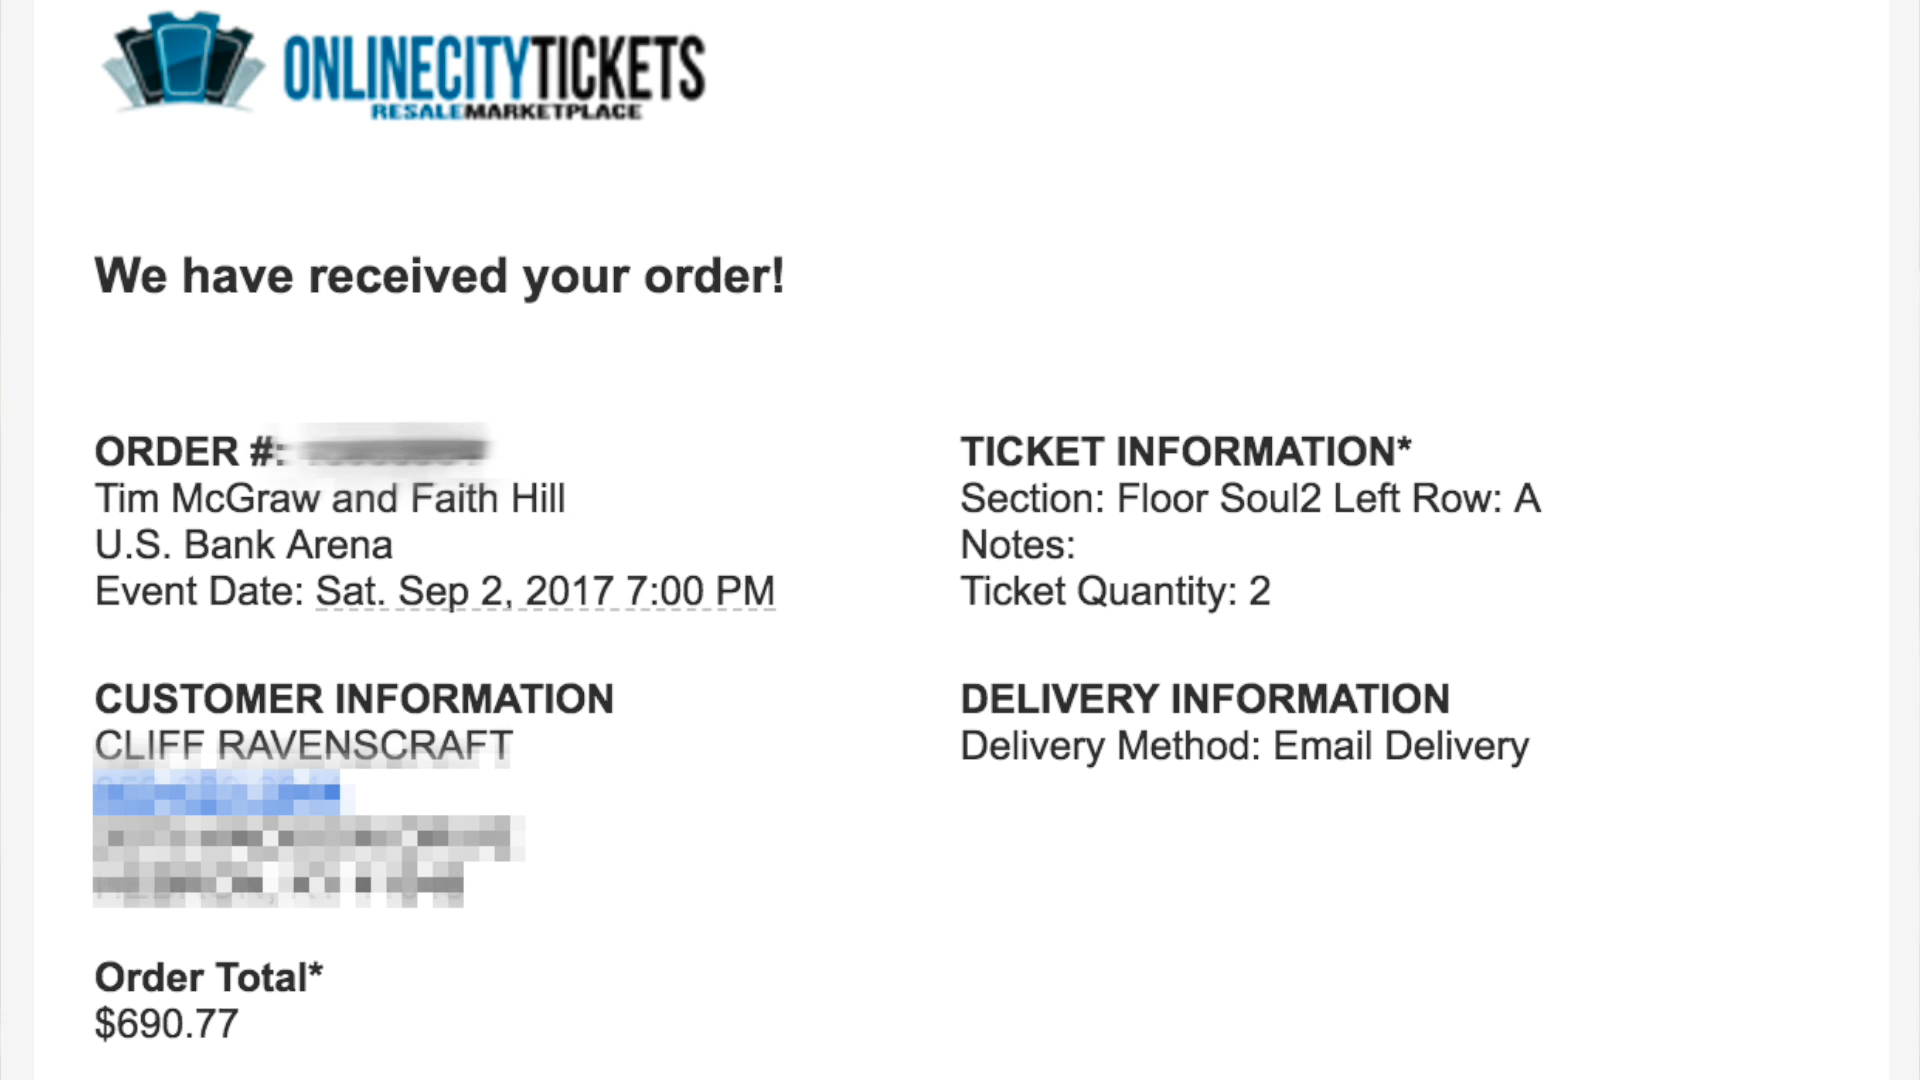 ONLINECITYTICKETS
RESALEMARKETPLACE
We have received your order!
ORDER #:
Tim McGraw and Faith Hill
U.S. Bank Arena
Event Date: Sat. Sep 2, 2017 7:00 PM
TICKET INFORMATION*
Section: Floor Soul2 Left Row: A
Notes:
Ticket Quantity: 2
CUSTOMER INFORMATION
CLIFF RAVENSCRAFT
DELIVERY INFORMATION
Delivery Method: Email Delivery
Order Total*
$690.77